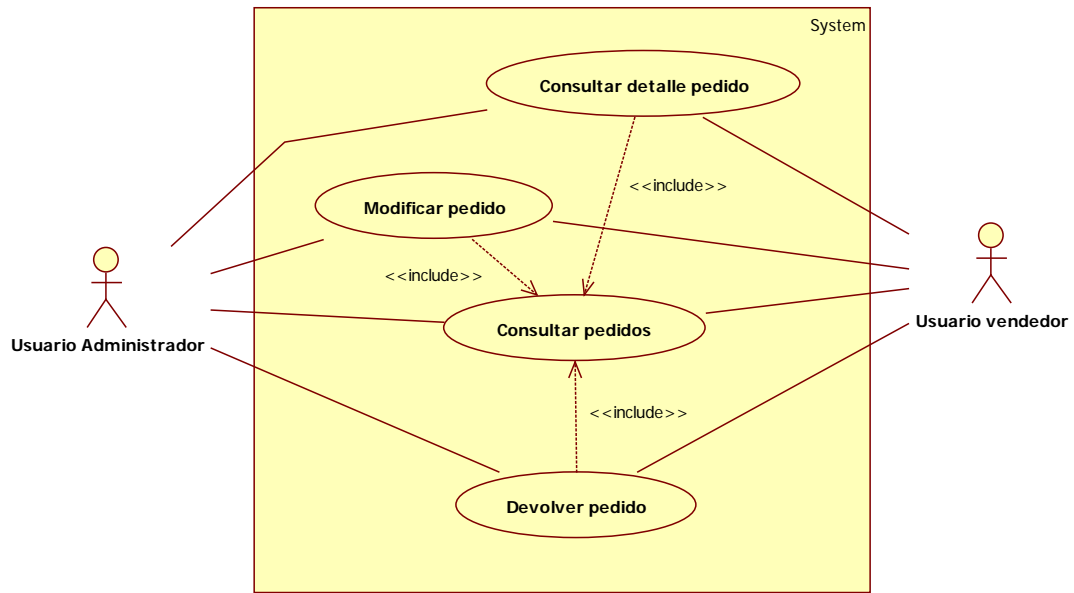 System
Consultar detalle pedido
<<include>>
Modificar pedido
<<include>>
Usuario Administrador
Consultar pedidos
Usuario vendedor
<<include>>
Devolver pedido